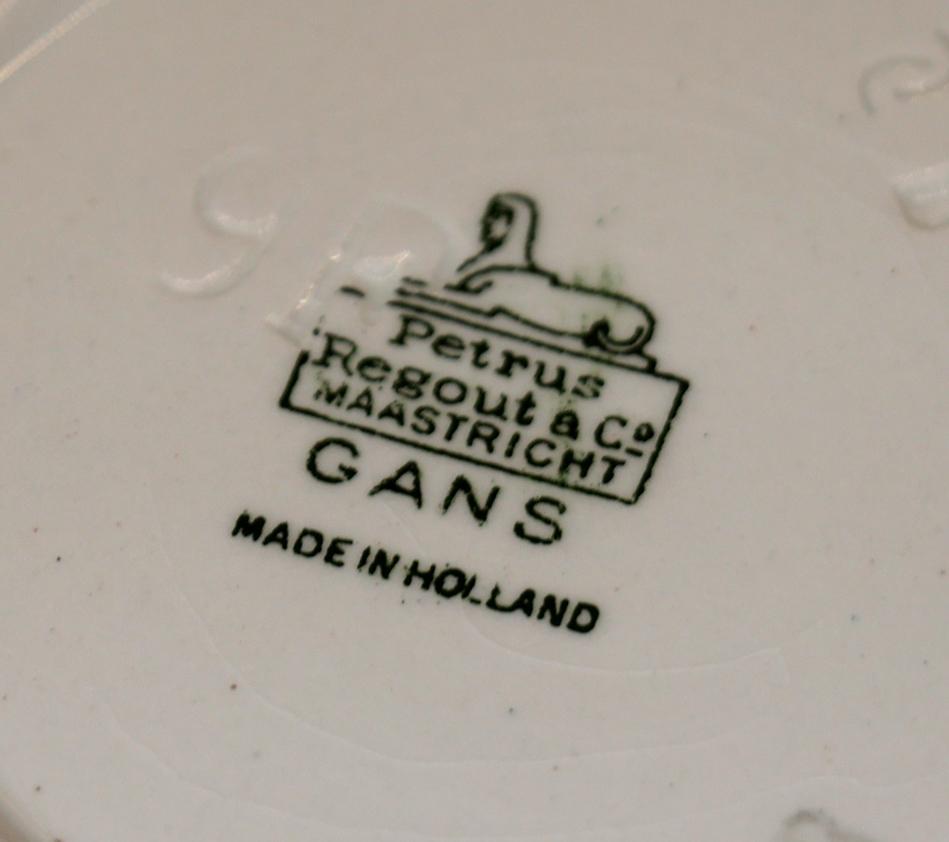 Petrus
Regout & Co
MAASTRICHT
GANS
MADE IN HOLLAND